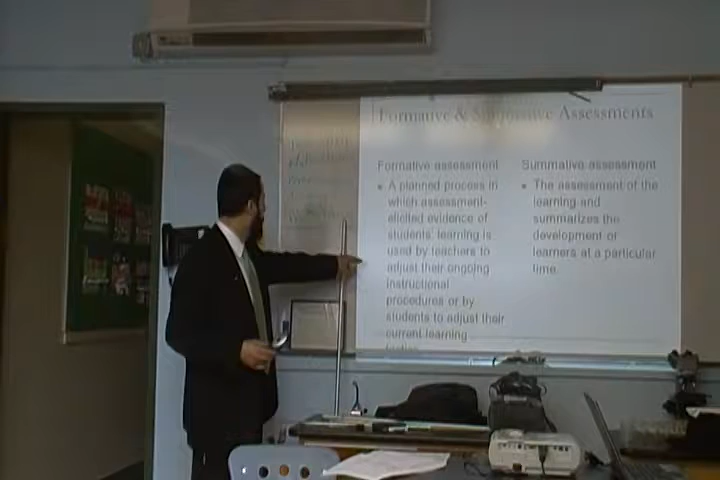 Formative & Assessments
Formative assessment
• A planned process in
which assessment-
elicited evidence of
students' learning is
used by teachers to
adjust their ongoing
instructional
procedures or by
students to adjust their
current learning
Summative assessment
• The assessment of the
learning and
summarizes the
development of
learners at a particular
time.